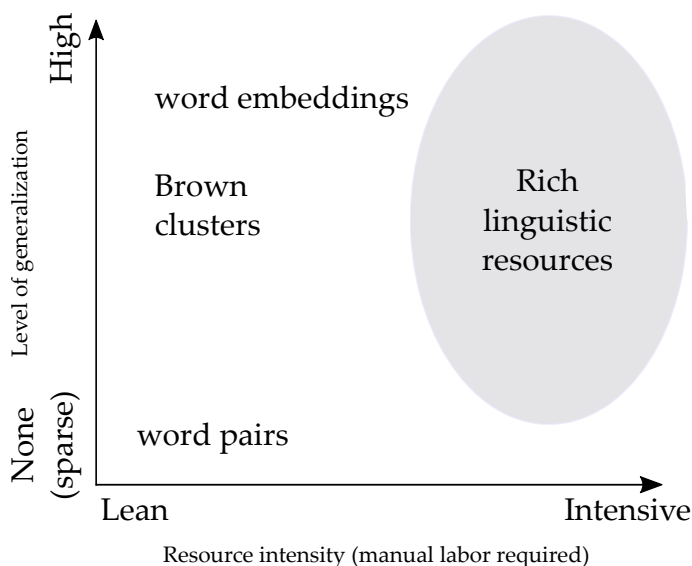 High
word embeddings
Brown
clusters
Rich
linguistic
resources
Level of generalization
word pairs
None
(sparse)
Lean
Intensive
Resource intensity (manual labor required)